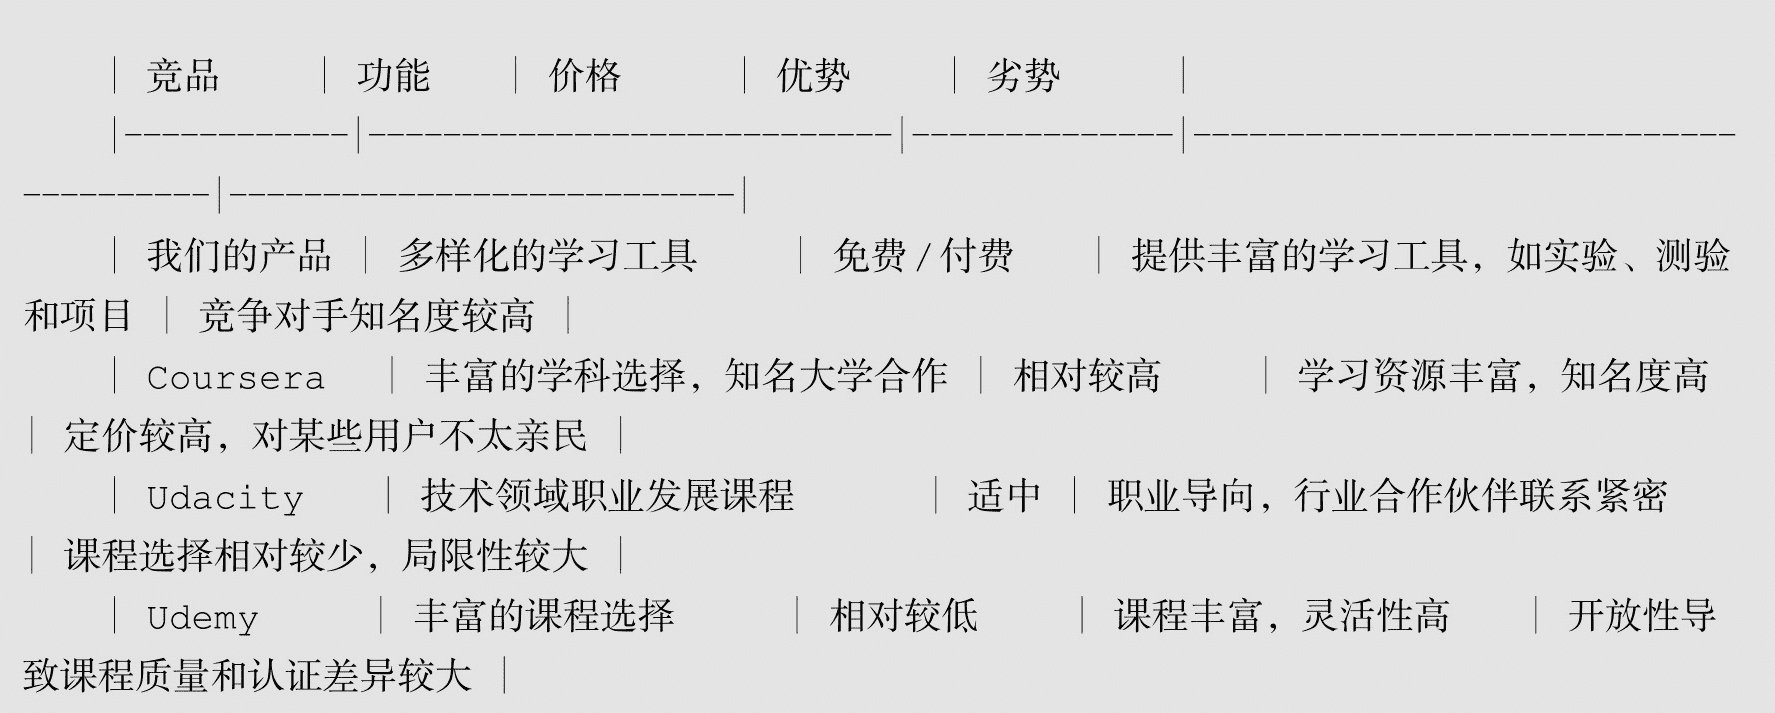 | 竞品 | 功能 | 价格 | 优势 | 劣势 |
|------------|----------------------------|--------------|-----------------------------
----------|---------------------------|
| 我们的产品 | 多样化的学习工具 | 免费/付费 | 提供丰富的学习工具，如实验、测验
和项目 | 竞争对手知名度较高 |
| Coursera | 丰富的学科选择，知名大学合作 | 相对较高 | 学习资源丰富，知名度高
| 定价较高，对某些用户不太亲民 |
| Udacity | 技术领域职业发展课程 | 适中 | 职业导向，行业合作伙伴联系紧密
| 课程选择相对较少，局限性较大 |
| Udemy | 丰富的课程选择 | 相对较低 | 课程丰富，灵活性高 | 开放性导
致课程质量和认证差异较大 |